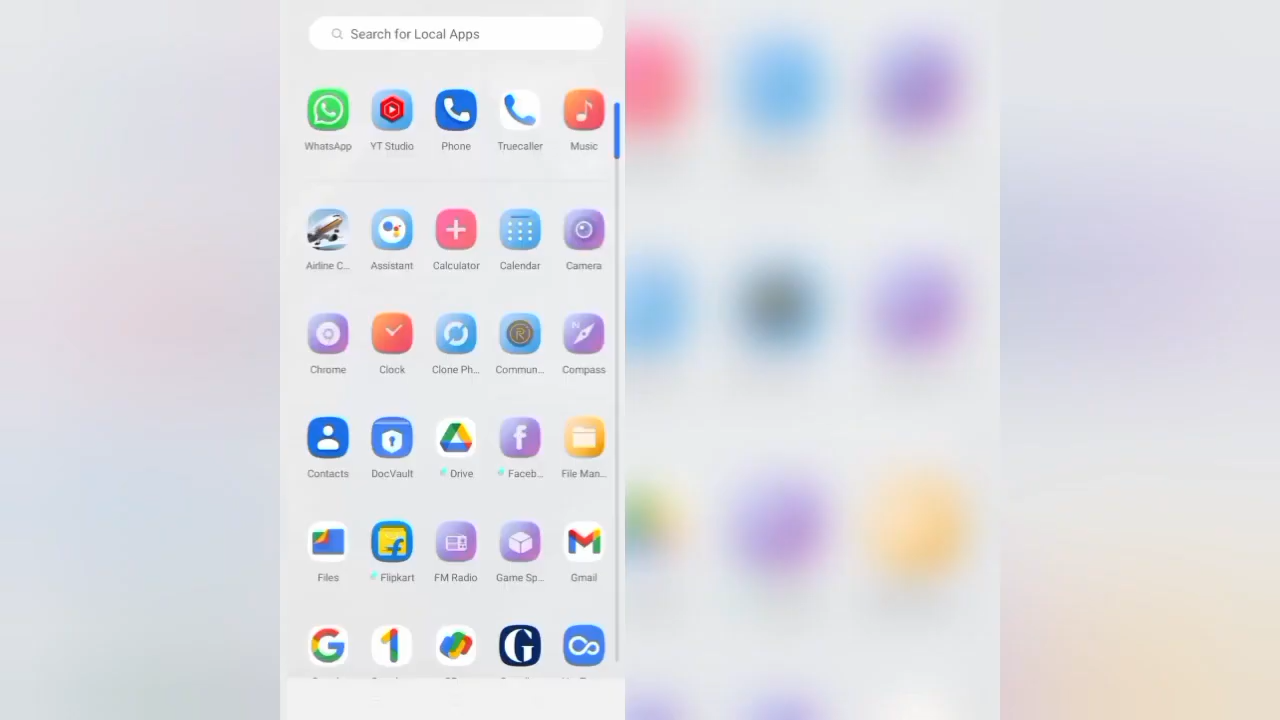 Search for Local Apps
WhatsApp YT Studio Phone Truecaller Music
Airline C... Assistant Calculator Calendar Camera
Chrome Clock Clone Ph... Commun... Compass
Contacts DocVault Drive Faceb... File Man...
Files Flipkart FM Radio Game Sp... Gmail